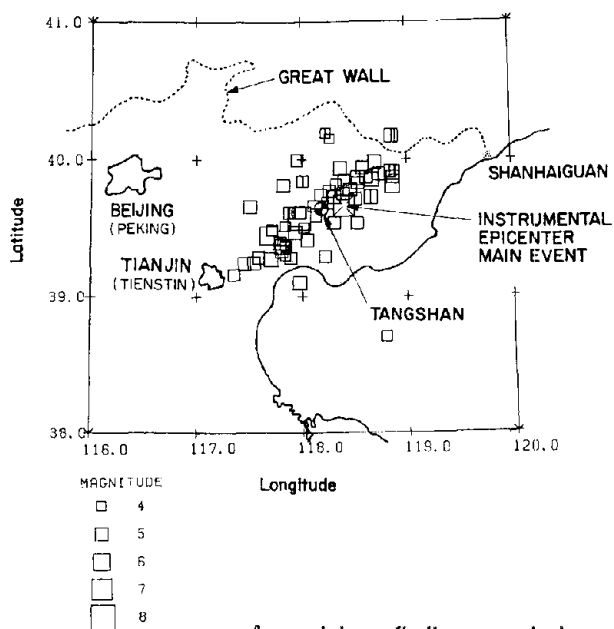 41.0
GREAT WALL
40.0
SHANHAIGUAN
BEIJING
(PEKING)
INSTRUMENTAL
EPICENTER
MAIN EVENT
Latitude
TIANJIN
(TIENSTIN)
39.0
TANGSHAN
38.0
116.0 117.0 118.0 119.0 120.0
MAGNITUDE
Longitude
4
5
6
7
8